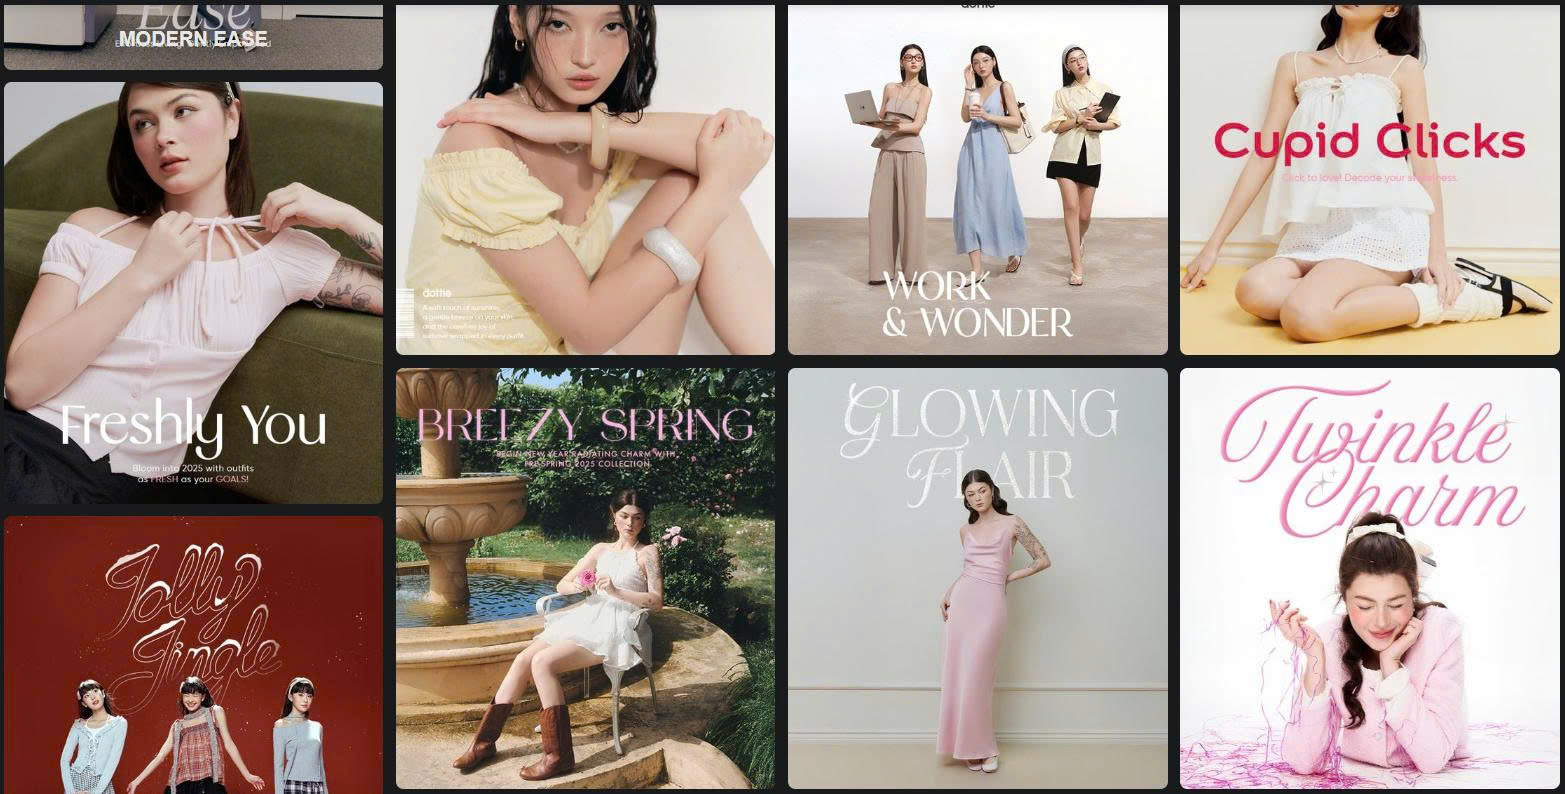 Ease
MODERN EASE
Freshly You
Bloom into 2025 with outfits
as FRESH as your GOALS!
Jolly
Jingle
dottie
A soft touch of sunshine,
a gentle breeze on your skin,
and the carefree joy of
summer wrapped in every outfit.
BREEZY SPRING
BEGIN NEW YEAR RADIATING CHARM WITH
PRE-SPRING 2025 COLLECTION
dottie
WORK
& WONDER
GLOWING
FLAIR
Cupid Clicks
Click to love! Decode your
Twinkle
Charm